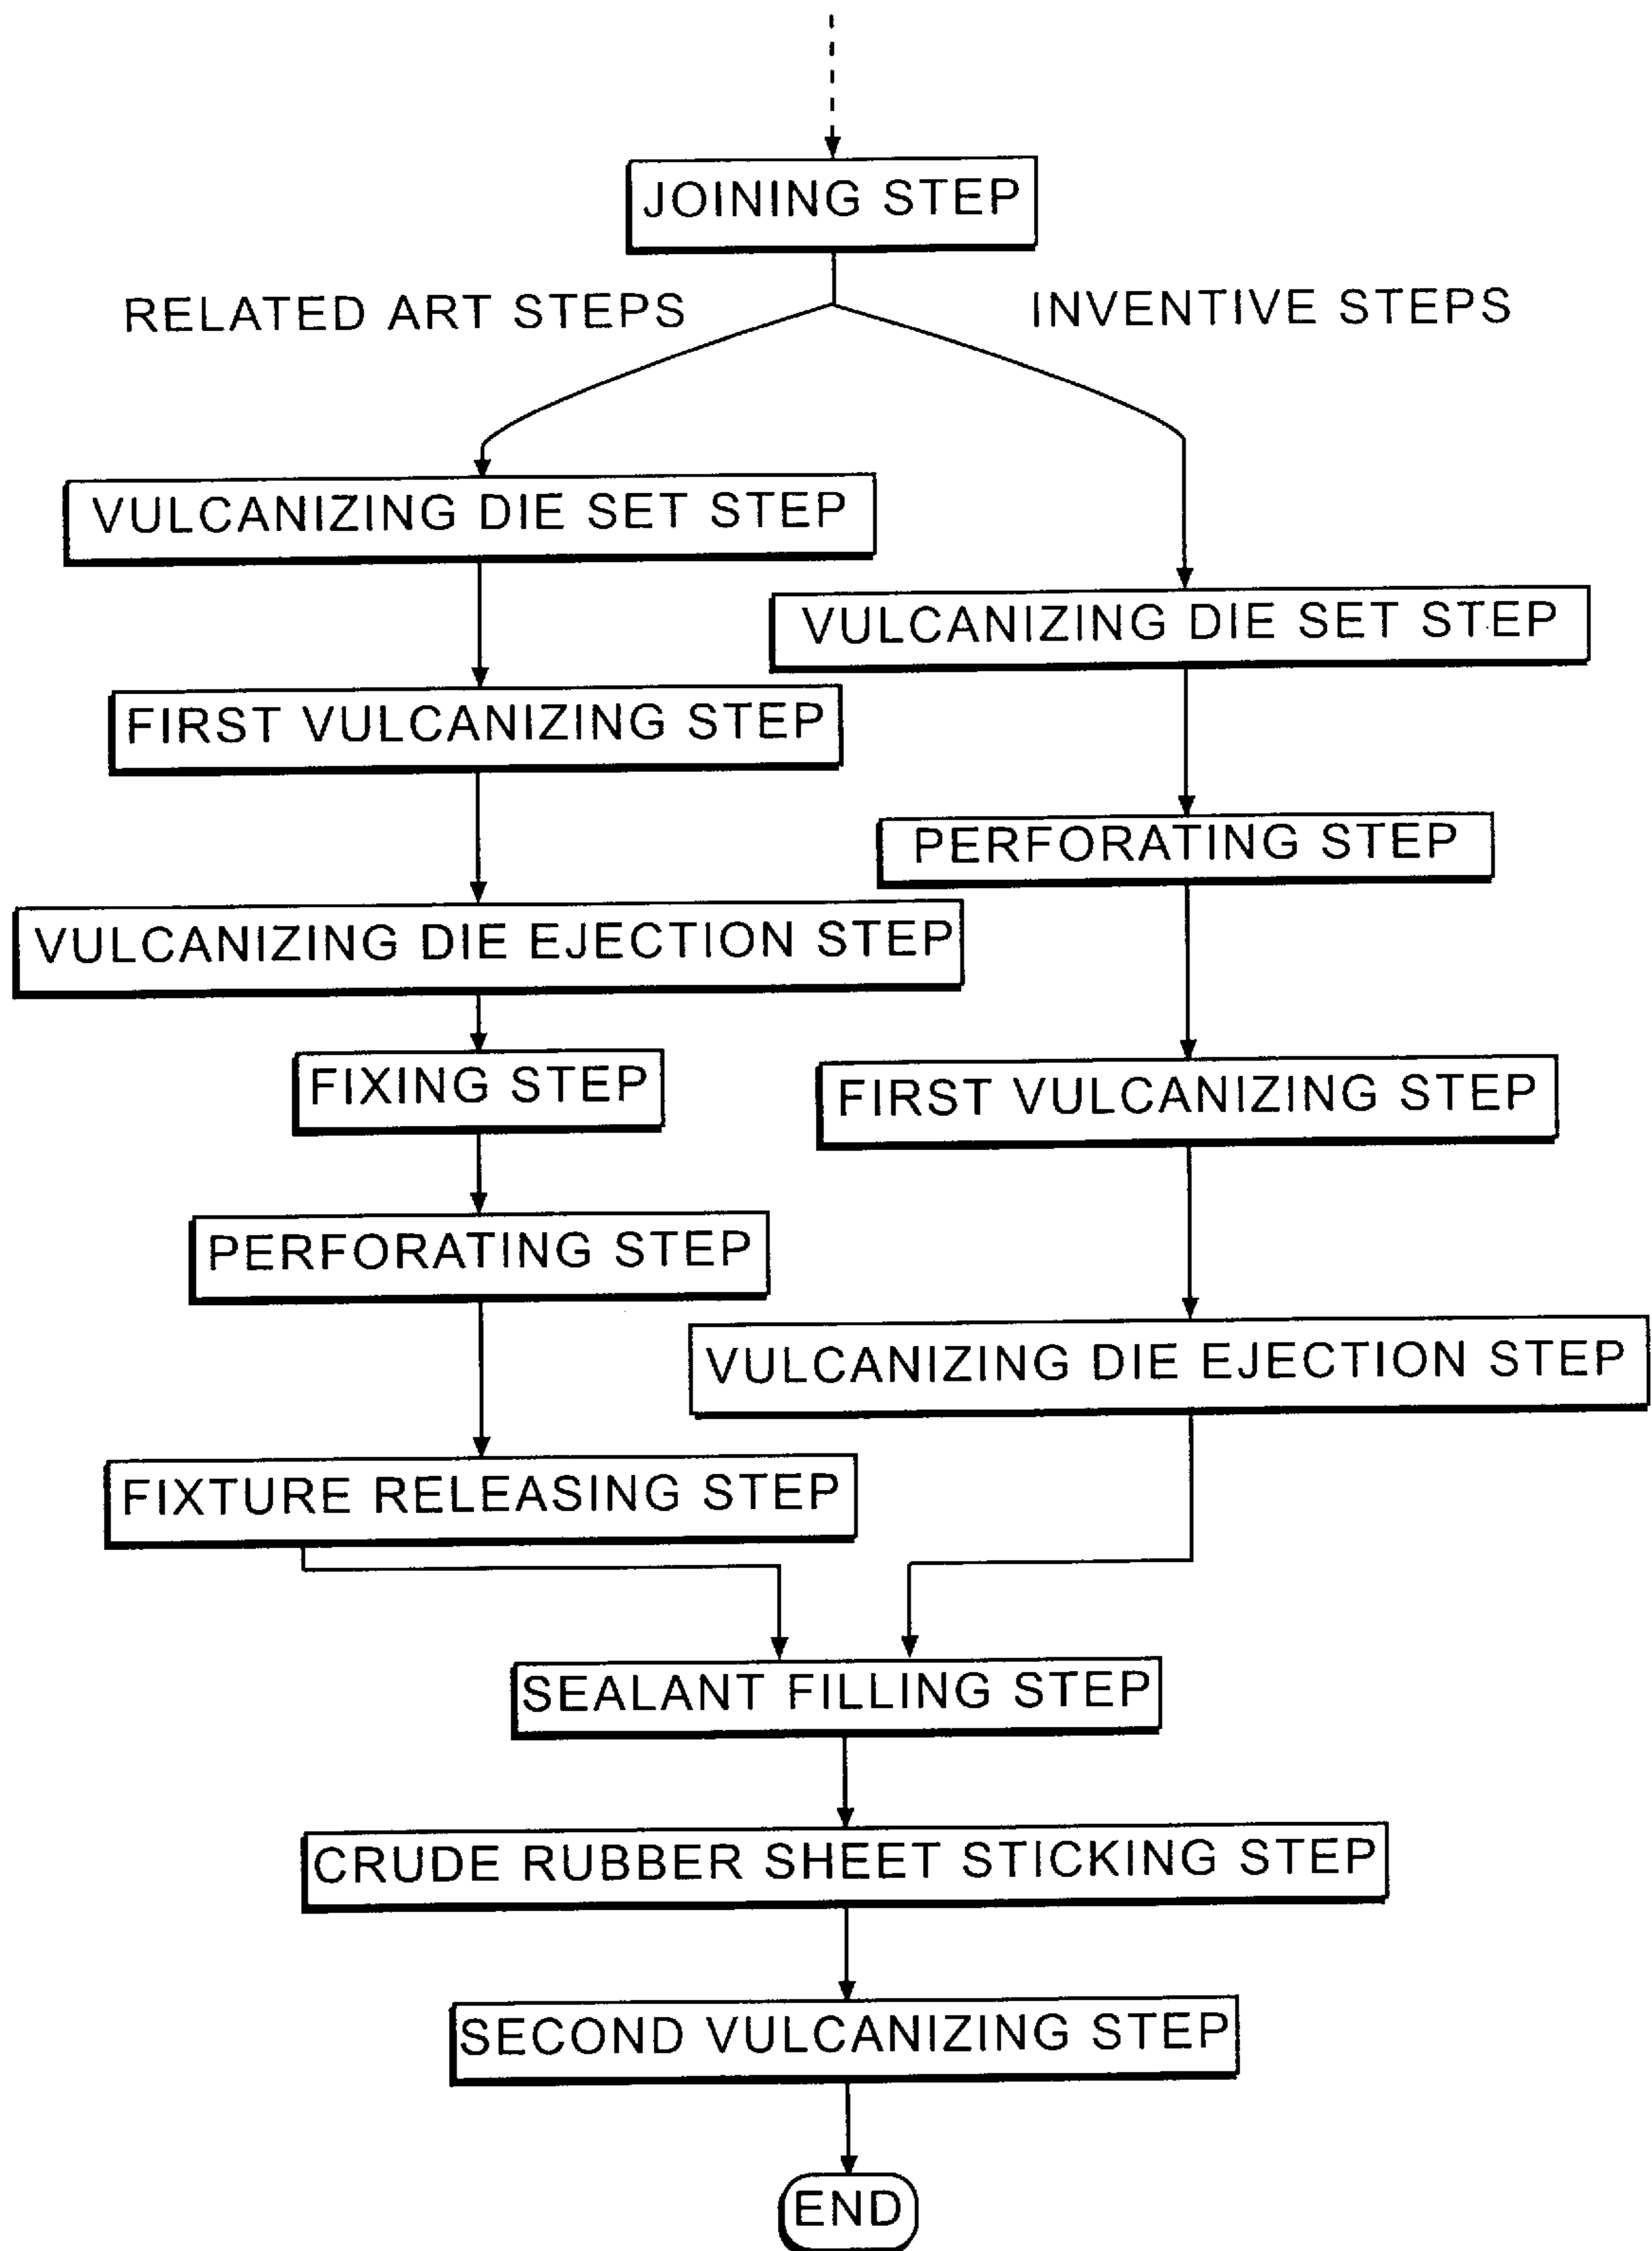 JOINING STEP
RELATED ART STEPS
INVENTIVE STEPS
VULCANIZING DIE SET STEP
FIRST VULCANIZING STEP
VULCANIZING DIE EJECTION STEP
FIXING STEP
PERFORATING STEP
FIXTURE RELEASING STEP
VULCANIZING DIE SET STEP
PERFORATING STEP
FIRST VULCANIZING STEP
VULCANIZING DIE EJECTION STEP
SEALANT FILLING STEP
CRUDE RUBBER SHEET STICKING STEP
SECOND VULCANIZING STEP
END